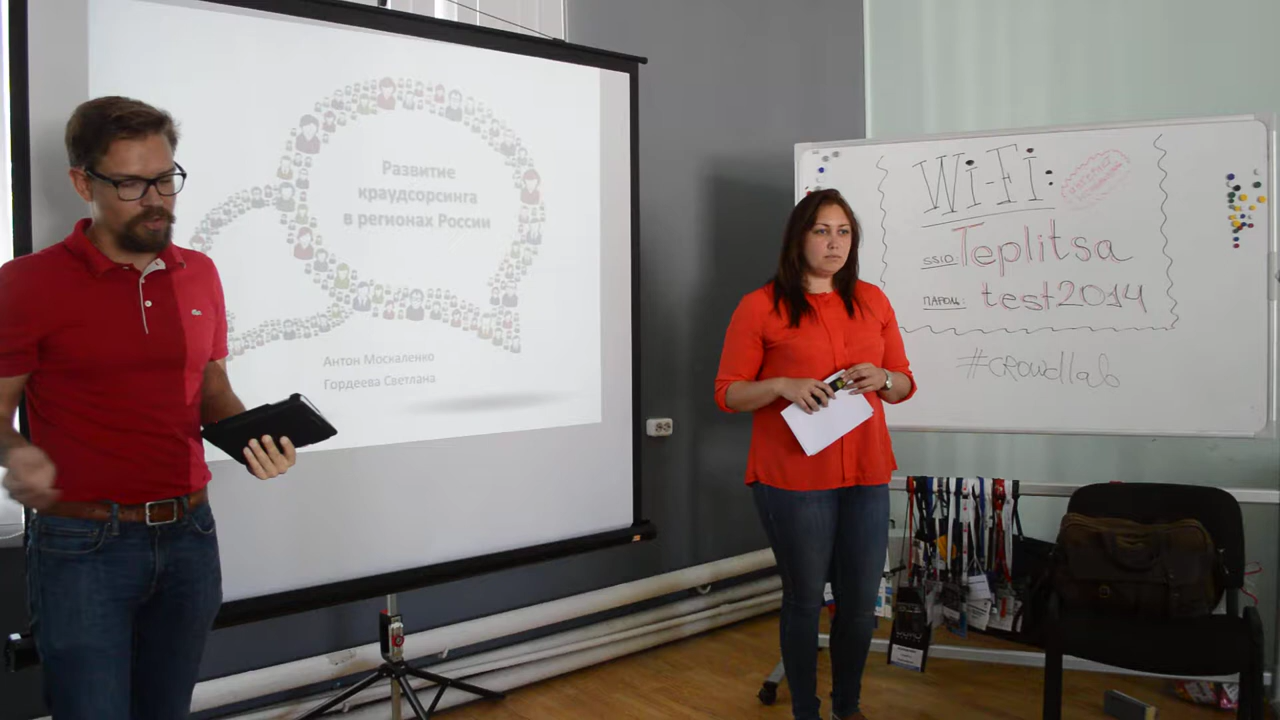 Развитие
краудсорсинга
в регионах России
Антон Москаленко
Гордеева Светлана
Wi-Fi:
SSID: Teplitsa
ПАРОЛЬ: test2014
#CROWDlab